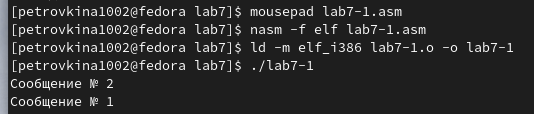 [petrovkina1002@fedora lab7]$ mousepad lab7-1.asm
[petrovkina1002@fedora lab7]$ nasm -f elf lab7-1.asm
[petrovkina1002@fedora lab7]$ ld -m elf_i386 lab7-1.o -o lab7-1
[petrovkina1002@fedora lab7]$ ./lab7-1
Сообщение № 2
Сообщение № 1